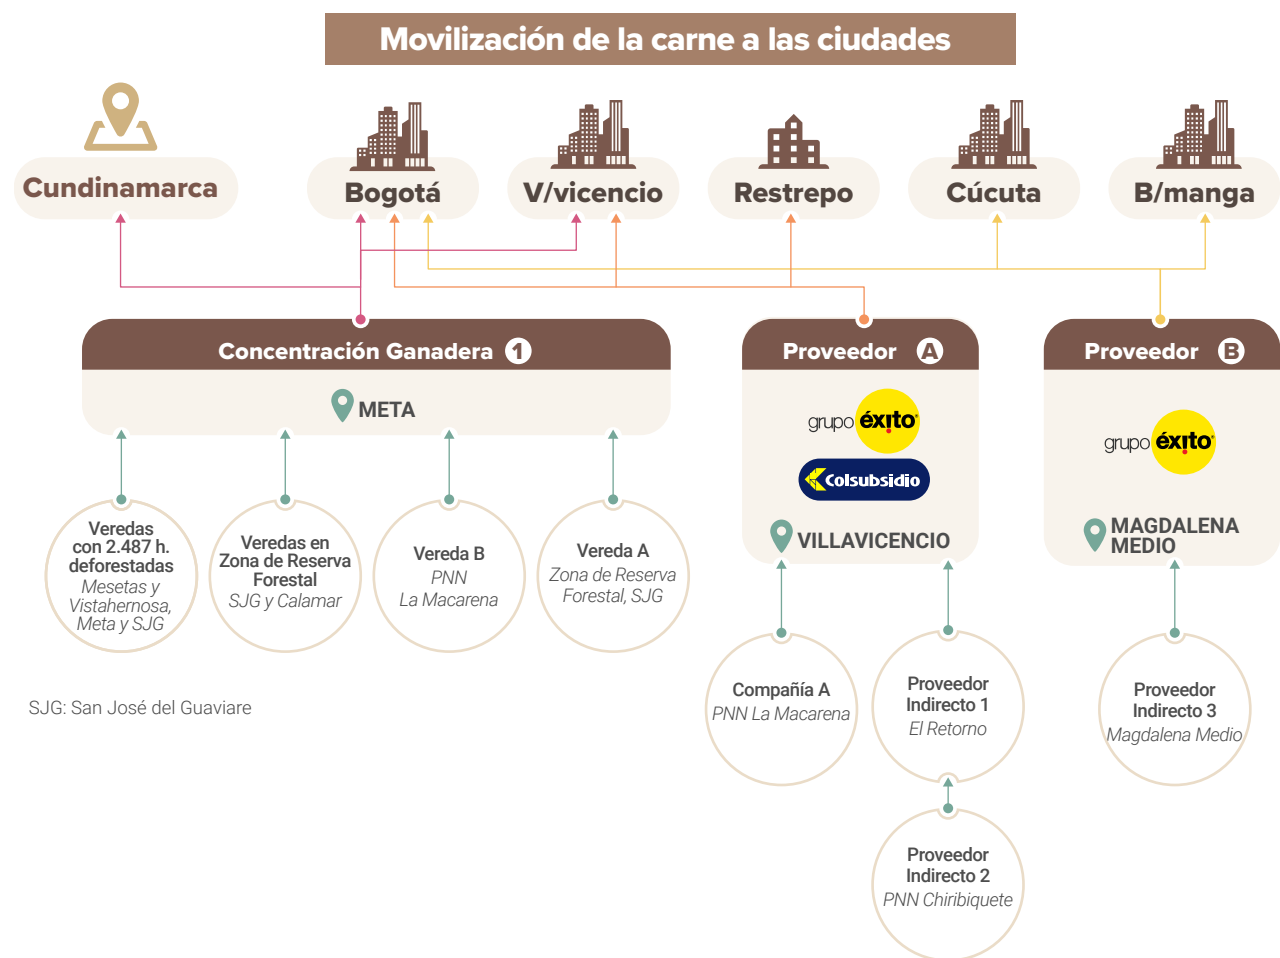 Movilización de la carne a las ciudades
Cundinamarca
Bogotá
V/vicencio
Restrepo
Cúcuta
B/manga
Concentración Ganadera 1
META
Proveedor A
grupo éxito
Colsubsidio
VILLAVICENCIO
Proveedor B
grupo éxito
MAGDALENA
MEDIO
Veredas
con 2.487 h.
deforestadas
Mesetas y
Vistahernosa,
Meta y SJG
Veredas en
Zona de Reserva
Forestal
SJG y Calamar
Vereda B
PNN
La Macarena
Vereda A
Zona de Reserva
Forestal, SJG
Compañía A
PNN La Macarena
Proveedor
Indirecto 1
El Retorno
Proveedor
Indirecto 3
Magdalena Medio
Proveedor
Indirecto 2
PNN Chiribiquete
SJG: San José del Guaviare